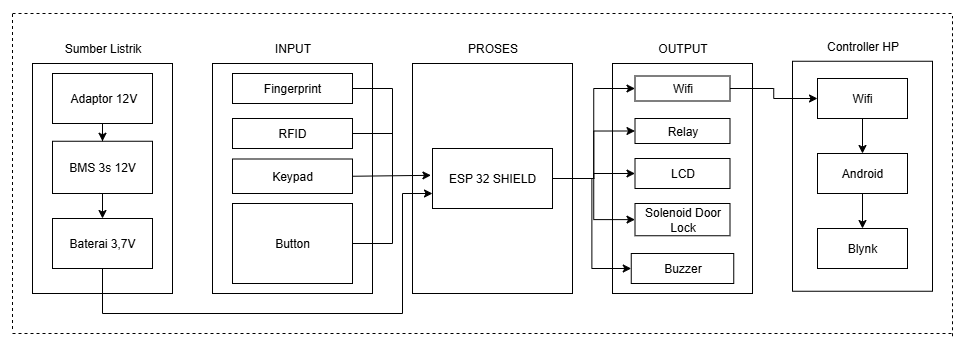 Sumber Listrik
Adaptor 12V
BMS 3s 12V
Baterai 3,7V
INPUT
Fingerprint
RFID
Keypad
Button
PROSES
ESP 32 SHIELD
OUTPUT
Wifi
Relay
LCD
Solenoid Door
Lock
Buzzer
Controller HP
Wifi
Android
Blynk